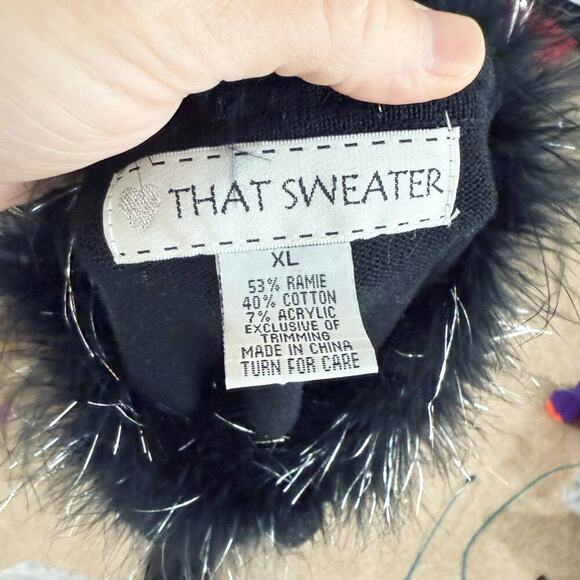 THAT SWEATER
XL
53% RAMIE
40% COTTON
7% ACRYLIC
EXCLUSIVE OF
TRIMMING
MADE IN CHINA
TURN FOR CARE